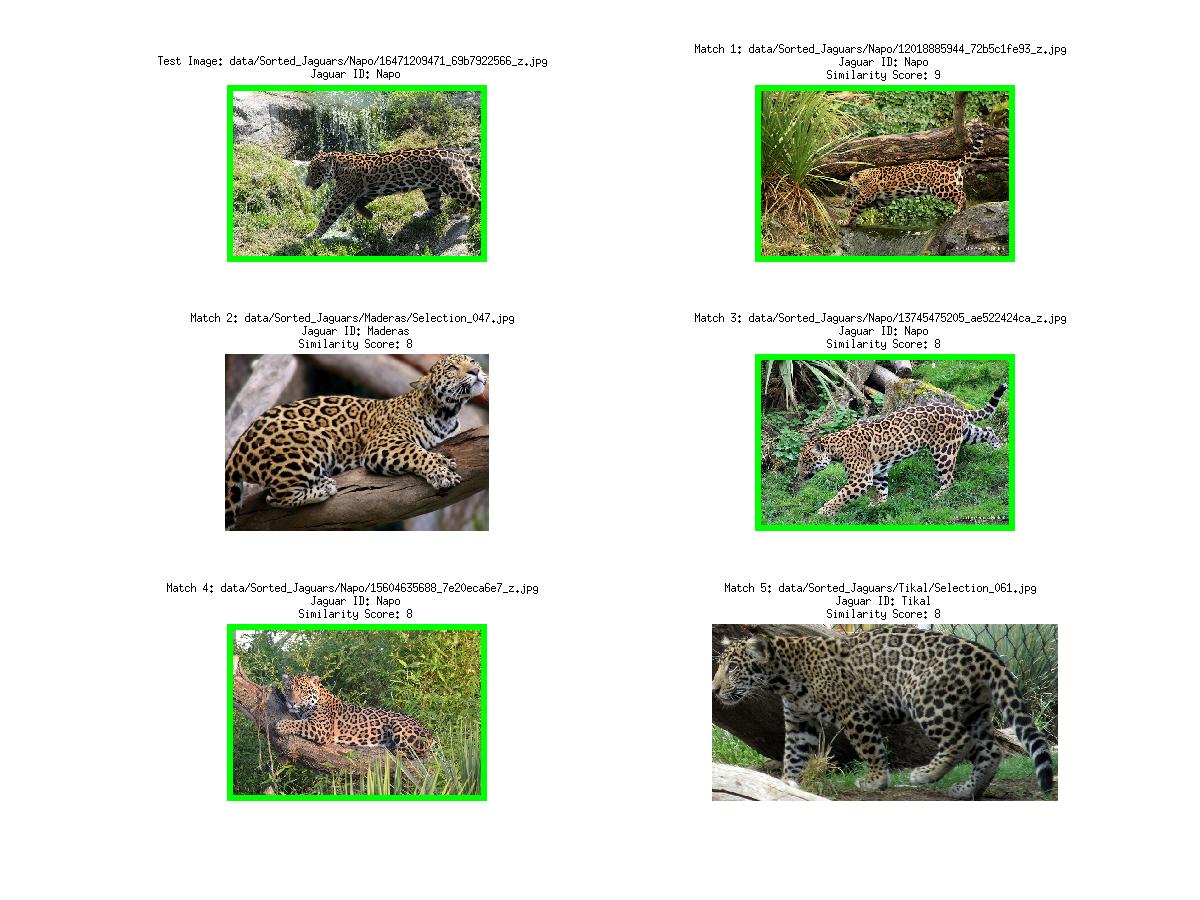 Test Image: data/Sorted_Jaguars/Napo/16471209471_69b7922566_z.jpg
Jaguar ID: Napo
Match 1: data/Sorted_Jaguars/Napo/12018885944_72b5c1fe93_z.jpg
Jaguar ID: Napo
Similarity Score: 9
Match 2: data/Sorted_Jaguars/Maderas/Selection_047.jpg
Jaguar ID: Maderas
Similarity Score: 8
Match 3: data/Sorted_Jaguars/Napo/13745475205_ae522424ca_z.jpg
Jaguar ID: Napo
Similarity Score: 8
Match 4: data/Sorted_Jaguars/Napo/15604635688_7e20eca6e7_z.jpg
Jaguar ID: Napo
Similarity Score: 8
Match 5: data/Sorted_Jaguars/Tikal/Selection_061.jpg
Jaguar ID: Tikal
Similarity Score: 8